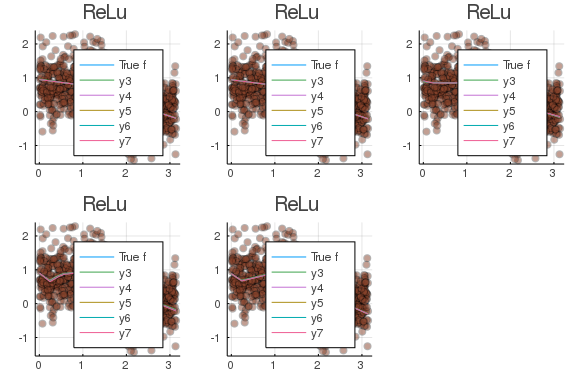 ReLu ReLu ReLu
2 2 2
True f True f True f
y3 y3 y3
1 1 1
y4 y4 y4
y5 y5 y5
0 0 0
y6 y6 y6
y7 y7 y7
-1 -1 -1
0 1 2 3 0 1 2 3 0 1 2 3
ReLu ReLu
2 2
True f True f
y3 y3
1 1
y4 y4
y5 y5
0 0
y6 y6
y7 y7
-1 -1
0 1 2 3 0 1 2 3